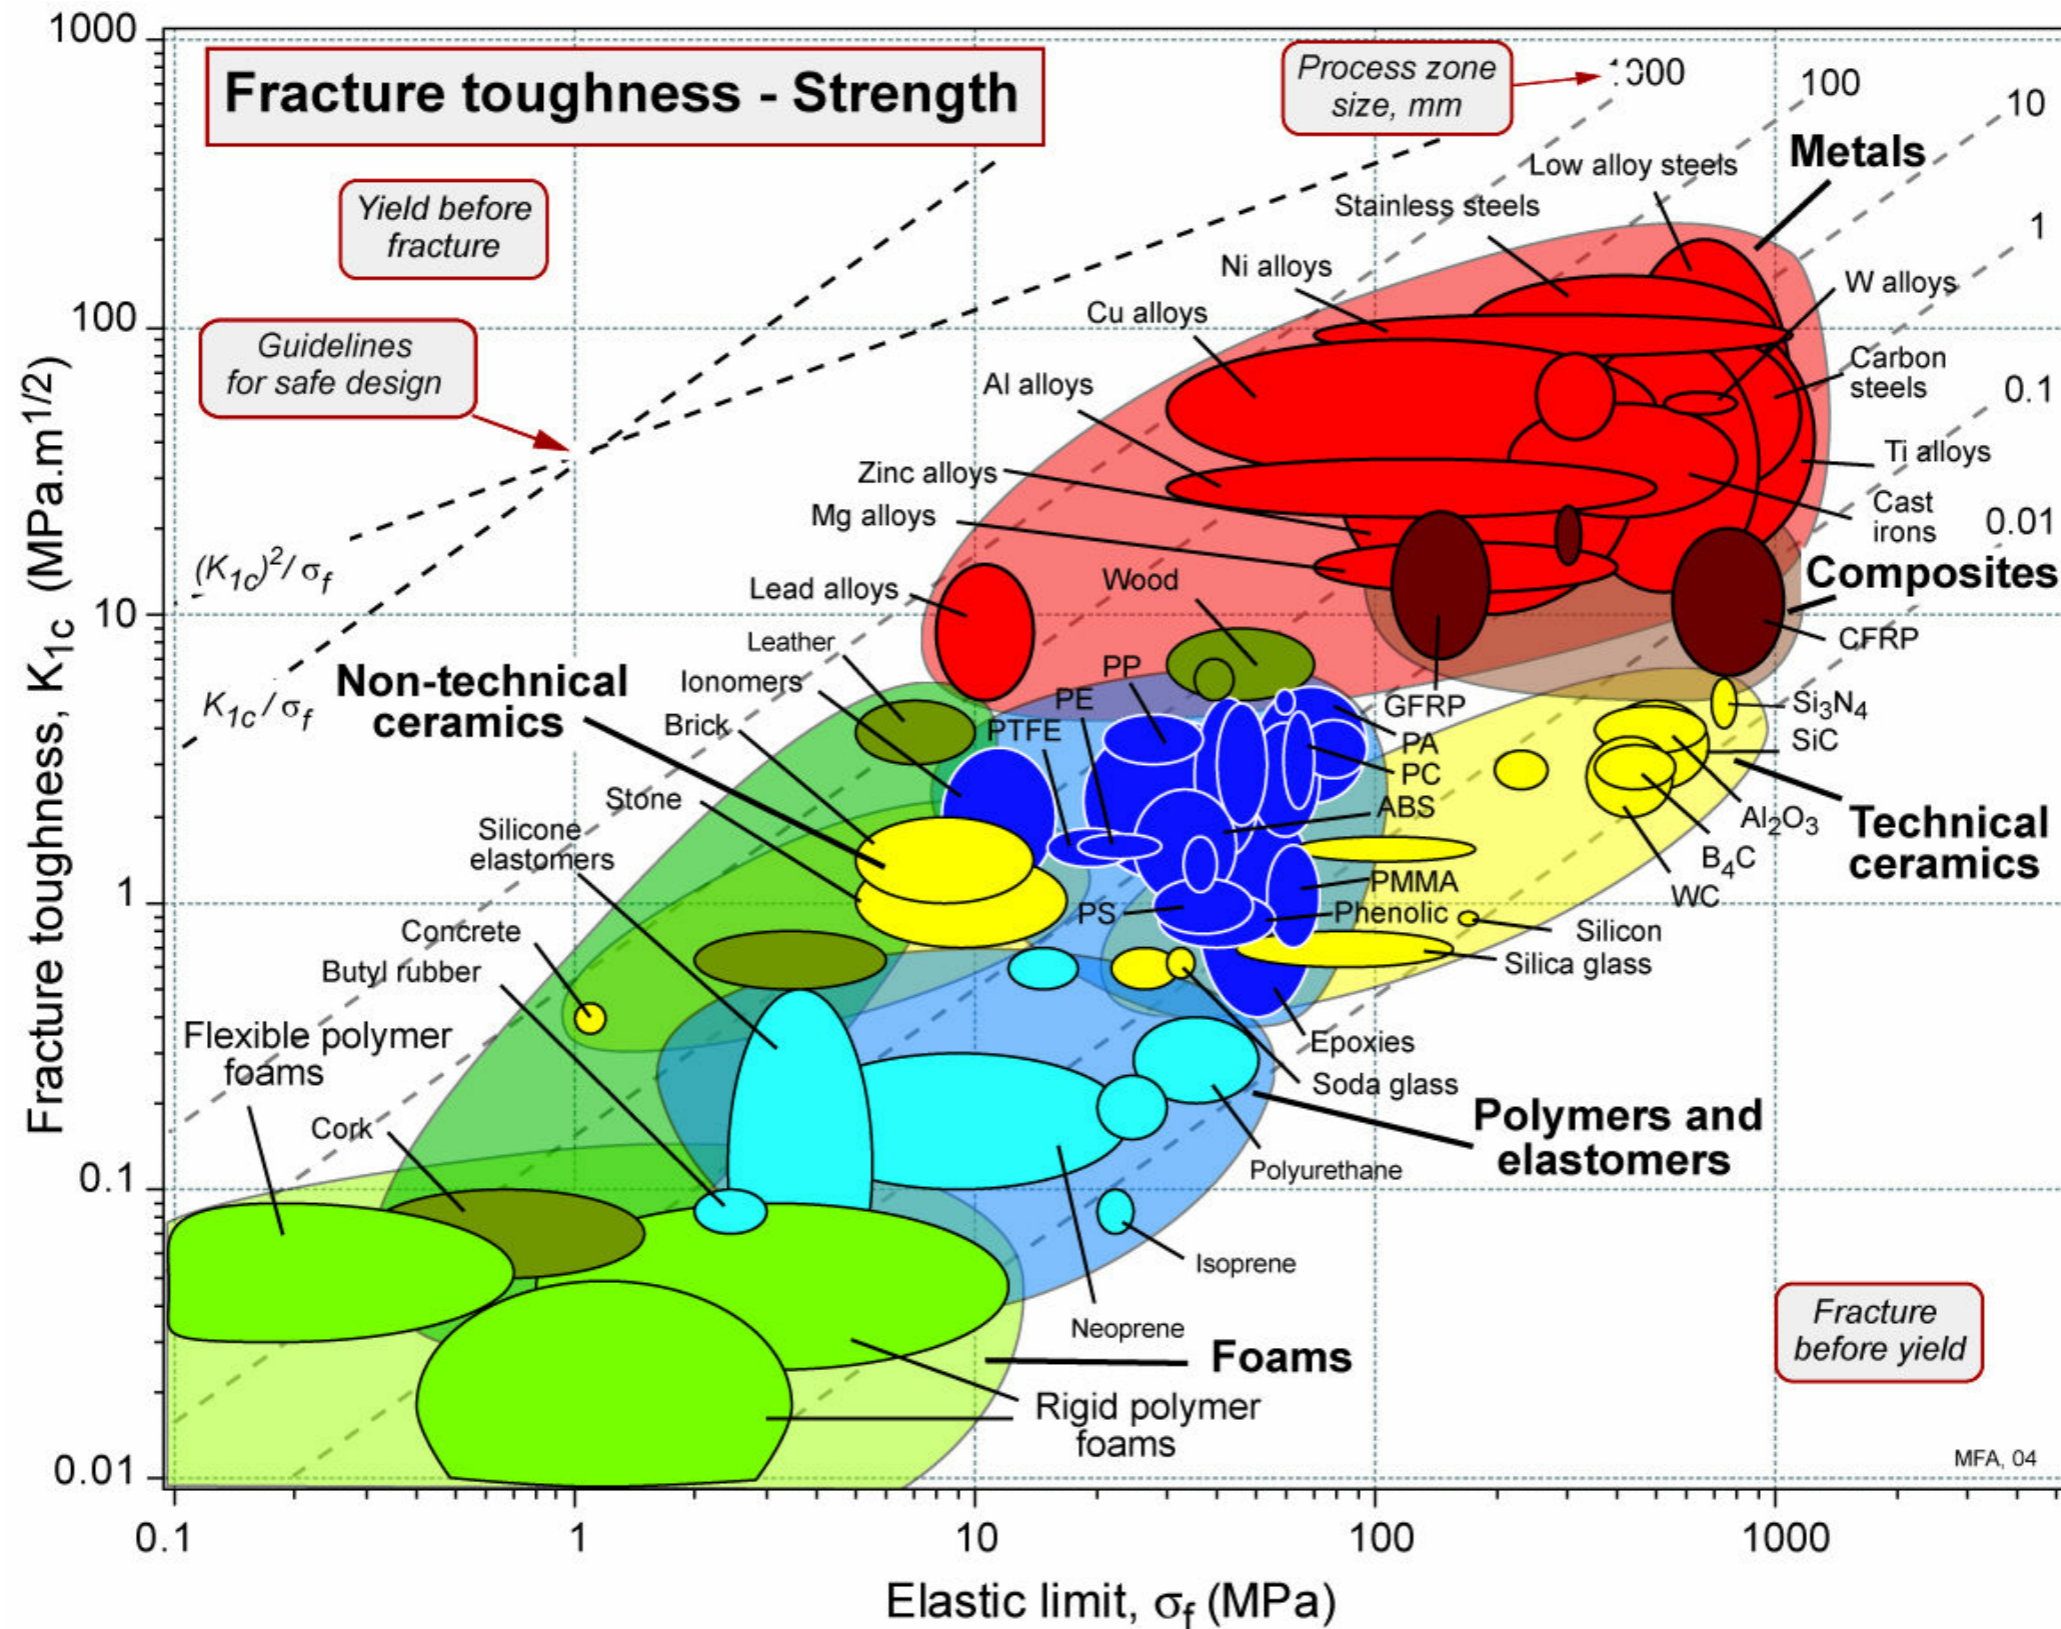 1000
100
10
1
0.1
0.01
Fracture toughness, K1c (MPa.m1/2)
Fracture toughness - Strength
Yield before
fracture
Guidelines
for safe design
(K1c)2/σf
K1c/σf
Process zone
size, mm
1000
100
10
1
0.1
0.01
Metals
Low alloy steels
Stainless steels
Ni alloys
W alloys
Cu alloys
Carbon
steels
Al alloys
Ti alloys
Zinc alloys
Cast
irons
Mg alloys
Composites
Wood
Lead alloys
CFRP
Leather
PP
Non-technical
ceramics
Ionomers
PE
GFRP
Si3N4
Brick
PTFE
PA
SiC
PC
Stone
ABS
Al2O3
Technical
ceramics
Silicone
elastomers
B4C
PMMA
WC
PS
Phenolic
Concrete
Silicon
Butyl rubber
Silica glass
Flexible polymer
foams
Epoxies
Soda glass
Cork
Polymers and
elastomers
Polyurethane
Isoprene
Neoprene
Foams
Fracture
before yield
Rigid polymer
foams
MFA, 04
0.1
1
10
100
1000
Elastic limit, σf (MPa)